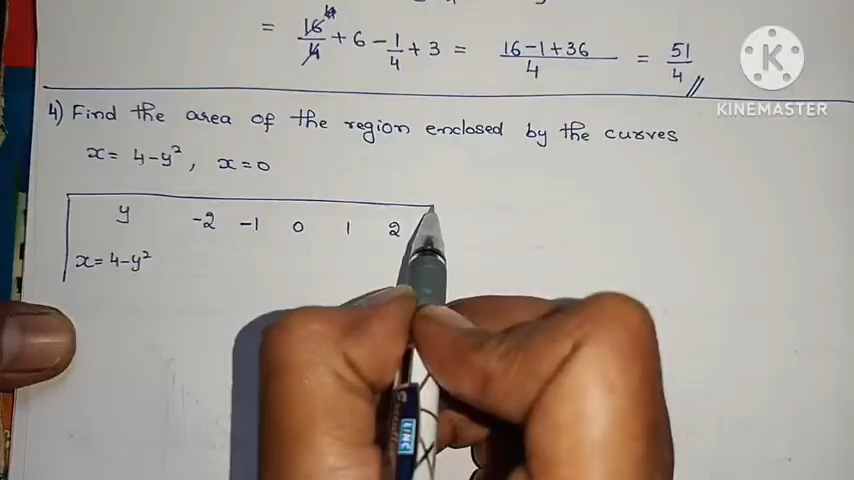 = 16/4 + 6 - 1/4 + 3 = 16-1+36/4 = 51/4 //
KINEMASTER
4) Find the area of the region enclosed by the curves
x = 4-y², x=0
y -2 -1 0 1 2
x = 4-y²
LINC